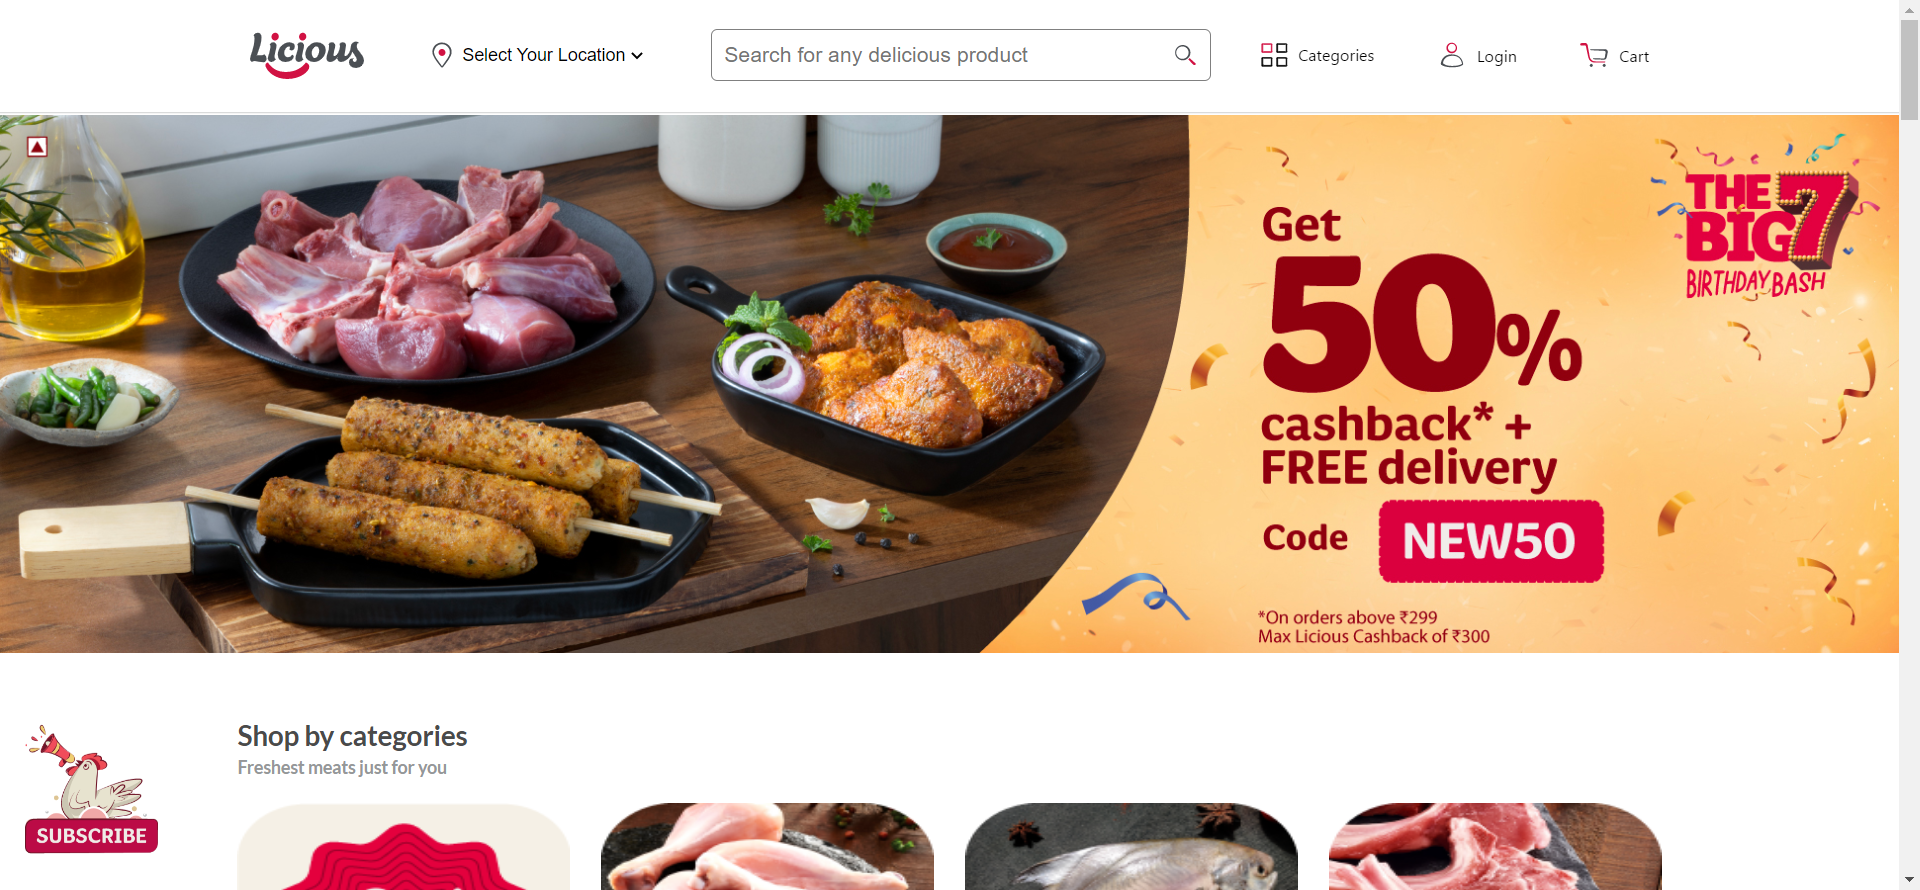 Licious
Select Your Location
Search for any delicious product
Categories
Login
Cart
THE
BIG 7
BIRTHDAY BASH
Get
50%
cashback* +
FREE delivery
Code NEW50
*On orders above ₹299
Max Licious Cashback of ₹300
Shop by categories
Freshest meats just for you
SUBSCRIBE